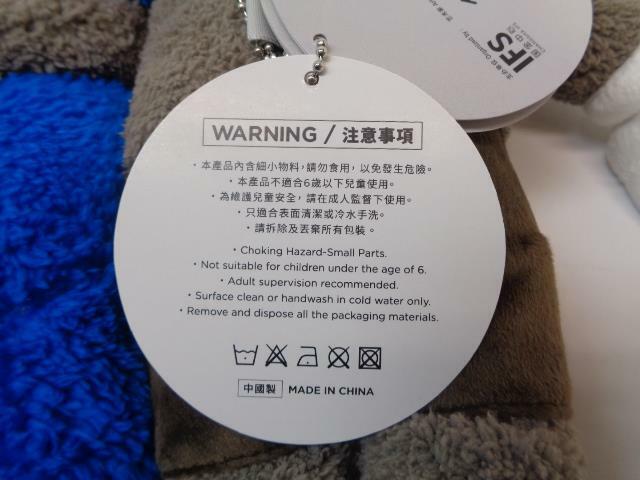 WARNING / 注意事項
・本產品內含細小物料，請勿食用，以免發生危險。
・本產品不適合6歲以下兒童使用。
・為維護兒童安全，請在成人監督下使用。
・只適合表面清潔或冷水手洗。
・請拆除及丟棄所有包裝。
・Choking Hazard-Small Parts.
・Not suitable for children under the age of 6.
・Adult supervision recommended.
・Surface clean or handwash in cold water only.
・Remove and dispose all the packaging materials.
中國製 MADE IN CHINA
主办单位 Organised by :
IFS